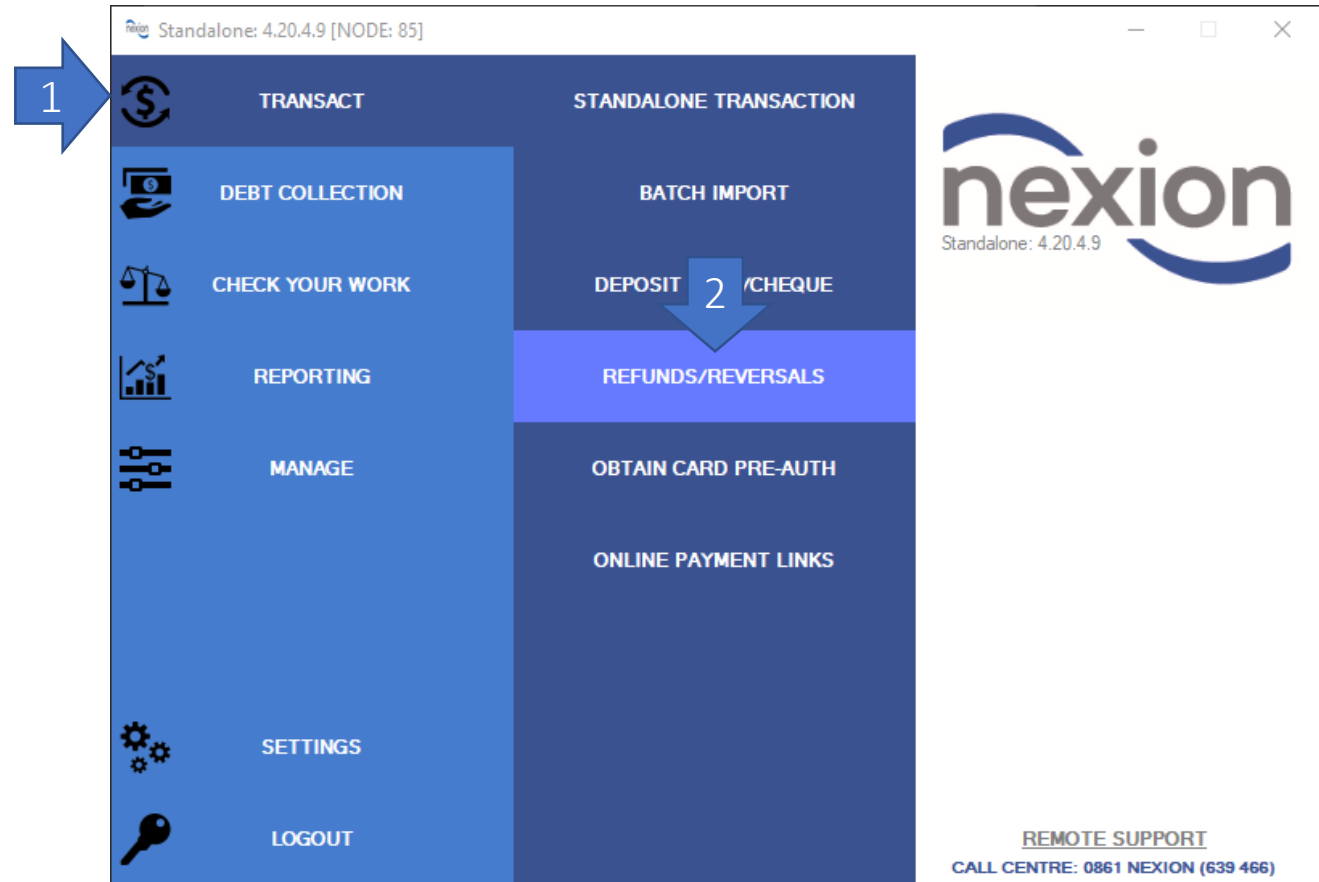 Standalone: 4.20.4.9 [NODE: 85]
1
TRANSACT
DEBT COLLECTION
CHECK YOUR WORK
REPORTING
MANAGE
SETTINGS
LOGOUT
STANDALONE TRANSACTION
BATCH IMPORT
DEPOSIT /CHEQUE
2
REFUNDS/REVERSALS
OBTAIN CARD PRE-AUTH
ONLINE PAYMENT LINKS
nexion
Standalone: 4.20.4.9
REMOTE SUPPORT
CALL CENTRE: 0861 NEXION (639 466)